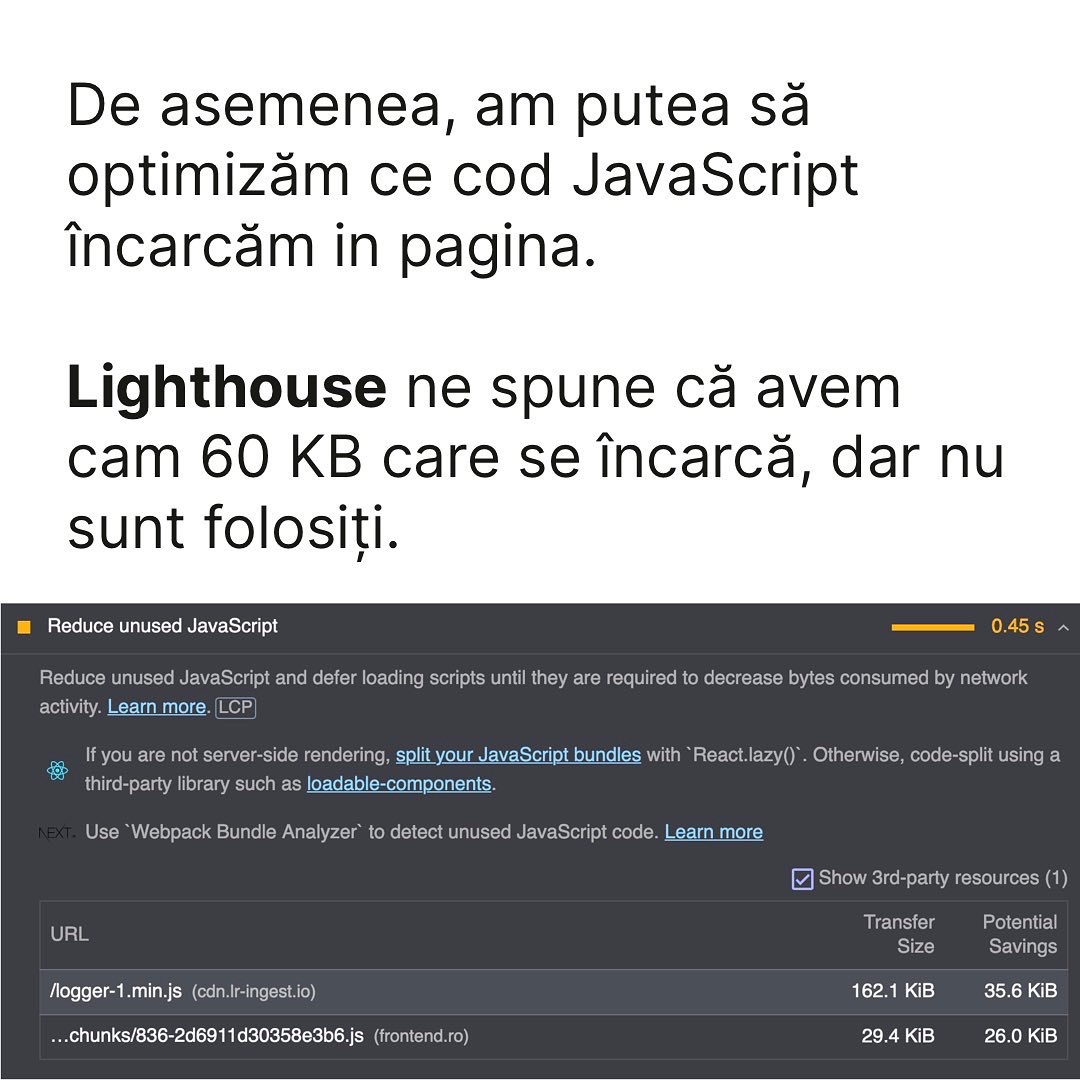 De asemenea, am putea să
optimizăm ce cod JavaScript
încarcăm in pagina.
Lighthouse ne spune că avem
cam 60 KB care se încarcă, dar nu
sunt folosiți.
Reduce unused JavaScript 0.45 s
Reduce unused JavaScript and defer loading scripts until they are required to decrease bytes consumed by network
activity. Learn more. LCP
If you are not server-side rendering, split your JavaScript bundles with `React.lazy()`. Otherwise, code-split using a
third-party library such as loadable-components.
NEXT. Use `Webpack Bundle Analyzer` to detect unused JavaScript code. Learn more
Show 3rd-party resources (1)
URL Transfer Size Potential Savings
/logger-1.min.js (cdn.lr-ingest.io) 162.1 KiB 35.6 KiB
…chunks/836-2d6911d30358e3b6.js (frontend.ro) 29.4 KiB 26.0 KiB